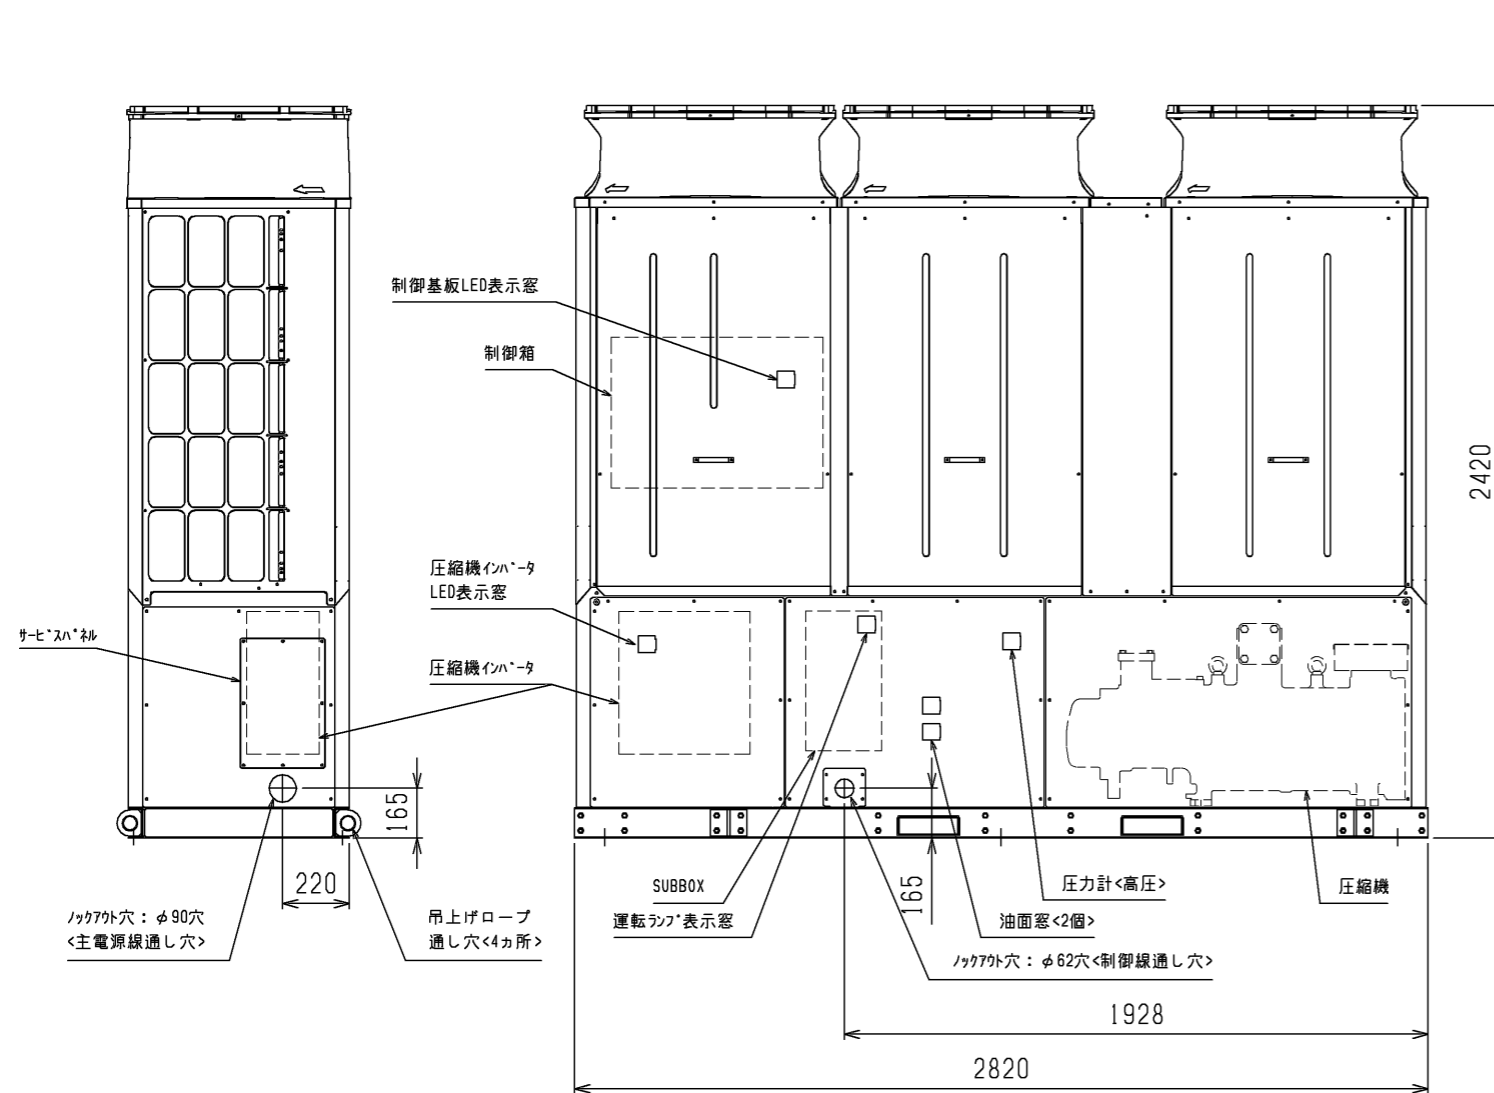 制御基板LED表示窓
制御箱
2420
圧縮機ｲﾝﾊﾞｰﾀ
LED表示窓
ｻｰﾋﾞｽﾊﾟﾈﾙ
圧縮機ｲﾝﾊﾞｰﾀ
165
220
165
SUBBOX
圧力計<高圧>
圧縮機
ﾉｯｸｱｳﾄ穴：φ90穴
<主電源線通し穴>
吊上げロープ
通し穴<4ヵ所>
運転ﾗﾝﾌﾟ表示窓
油面窓<2個>
ﾉｯｸｱｳﾄ穴：φ62穴<制御線通し穴>
1928
2820